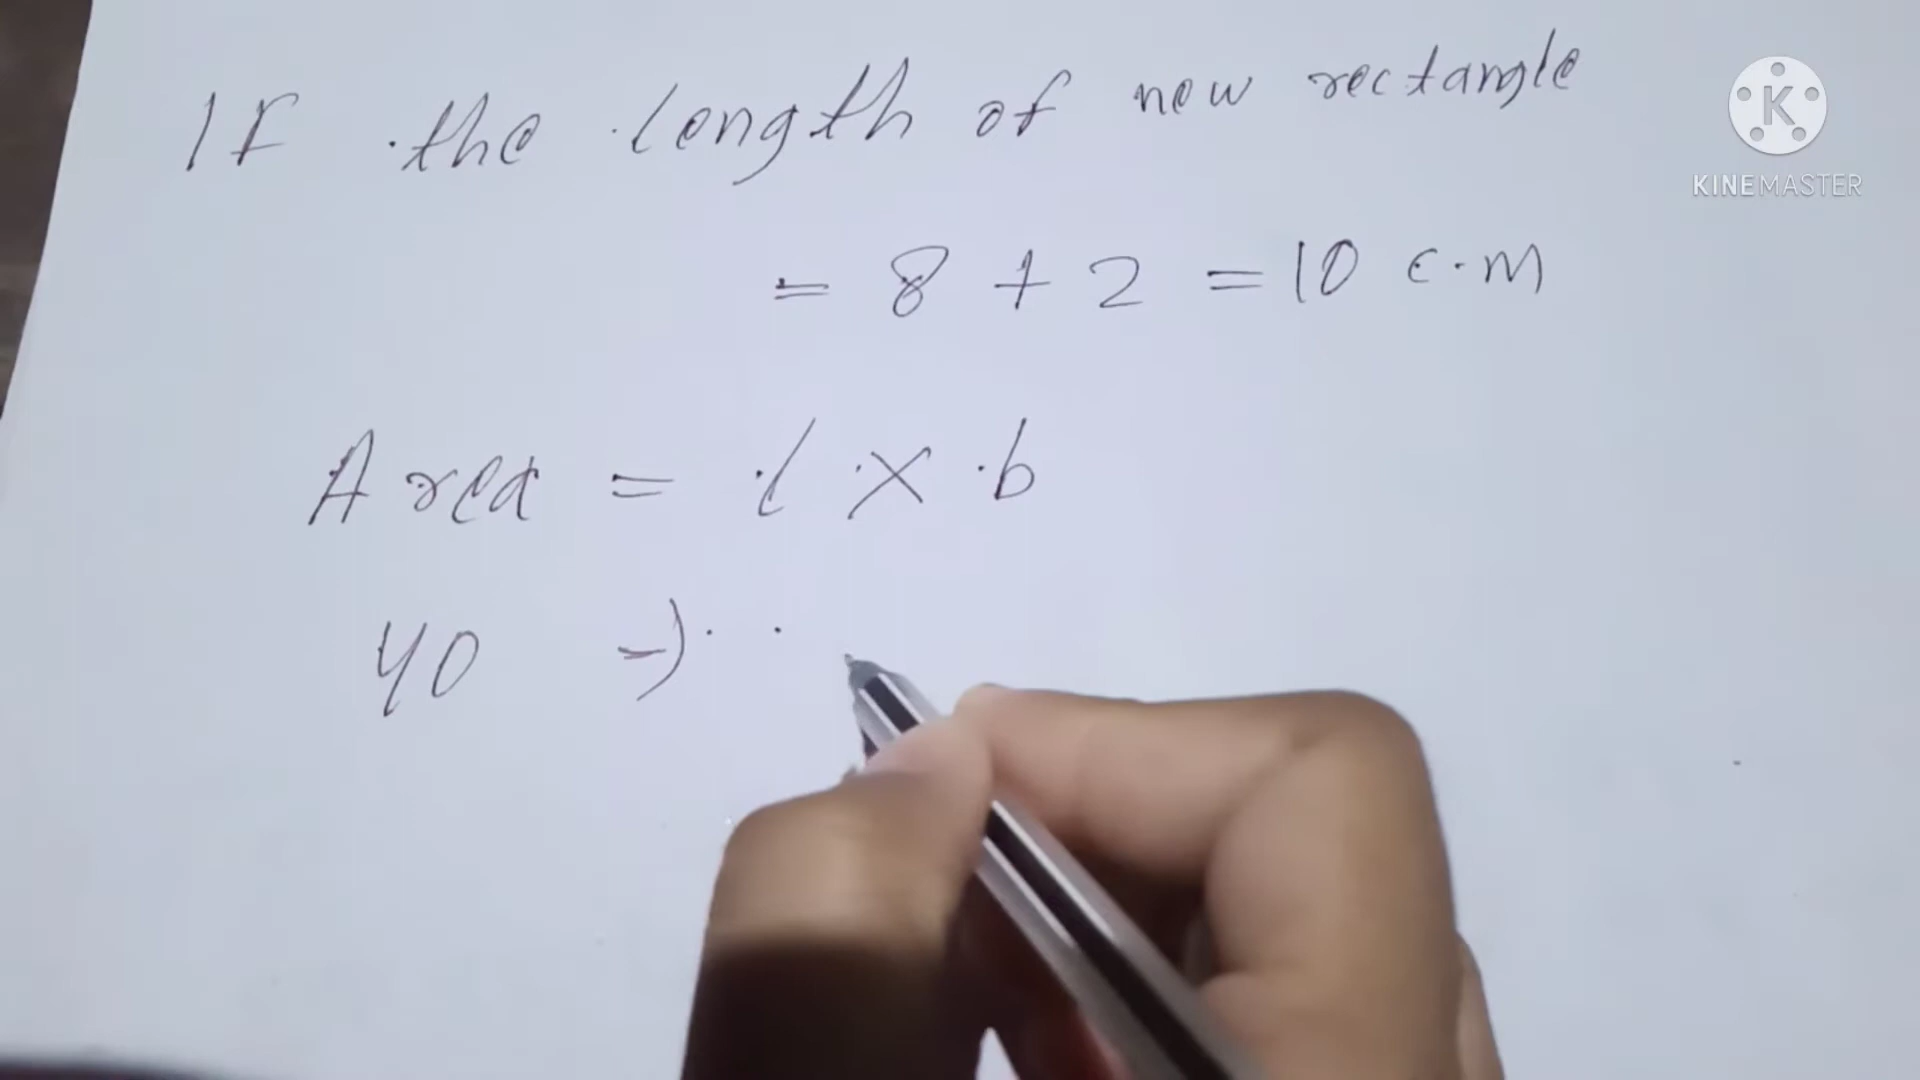 If the length of new rectangle
= 8 + 2 = 10 c.m
Area = l × b
40 →
K
KINEMASTER